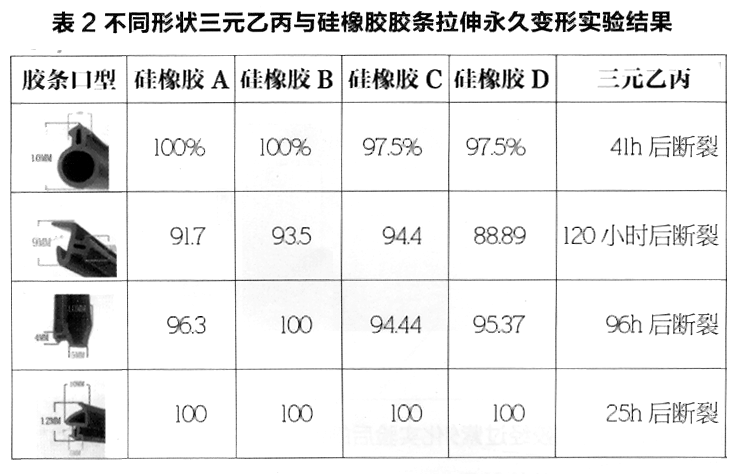 表 2 不同形状三元乙丙与硅橡胶胶条拉伸永久变形实验结果
胶条口型 硅橡胶 A 硅橡胶 B 硅橡胶 C 硅橡胶 D 三元乙丙
100% 100% 97.5% 97.5% 41h 后断裂
9MM 91.7 93.5 94.4 88.89 120 小时后断裂
4MM 5MM 96.3 100 94.44 95.37 96h 后断裂
10MM 12MM 100 100 100 100 25h 后断裂